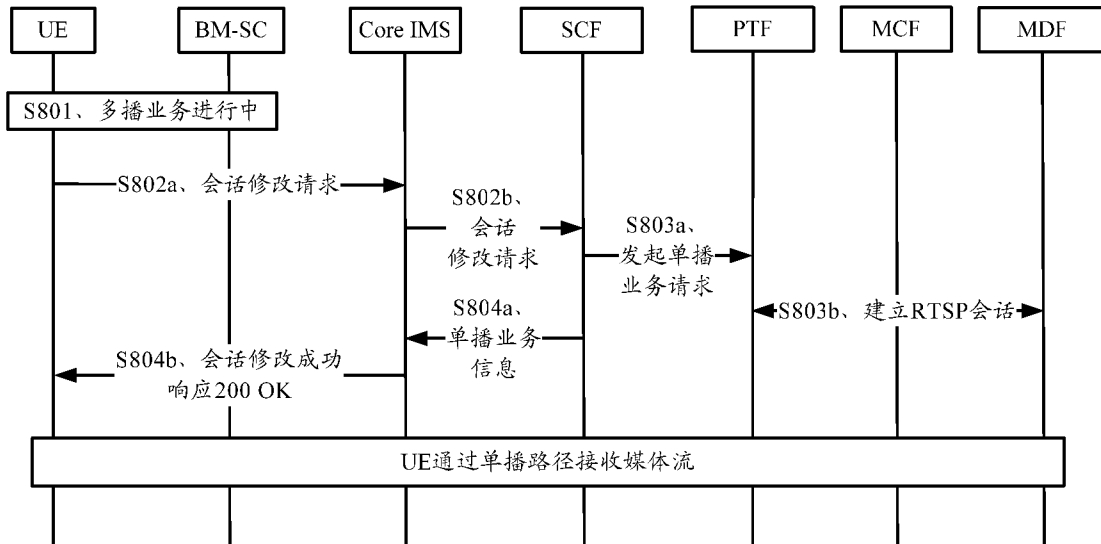 UE
BM-SC
Core IMS
SCF
PTF
MCF
MDF
S801、多播业务进行中
S802a、会话修改请求
S802b、
会话
修改请求
S803a、
发起单播
业务请求
S803b、建立RTSP会话
S804a、
单播业务
信息
S804b、会话修改成功
响应200 OK
UE通过单播路径接收媒体流